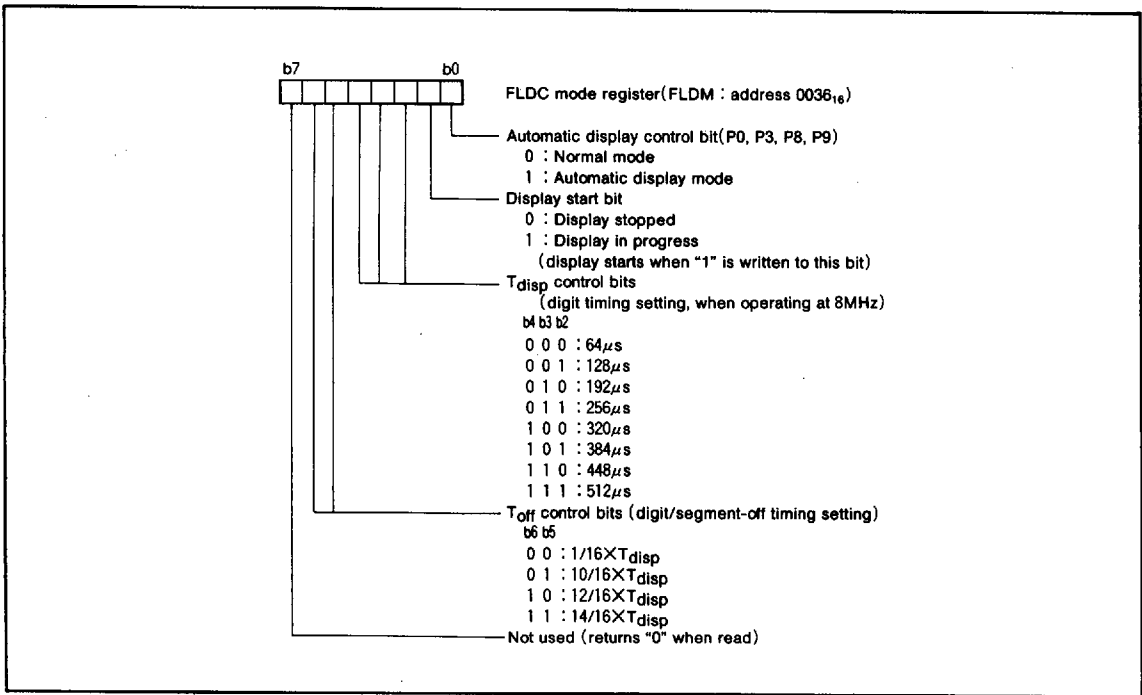 b7 b0
FLDC mode register(FLDM : address 0036₁₆)
Automatic display control bit(P0, P3, P8, P9)
0 : Normal mode
1 : Automatic display mode
Display start bit
0 : Display stopped
1 : Display in progress
(display starts when "1" is written to this bit)
Tdisp control bits
(digit timing setting, when operating at 8MHz)
b4 b3 b2
0 0 0 : 64μs
0 0 1 : 128μs
0 1 0 : 192μs
0 1 1 : 256μs
1 0 0 : 320μs
1 0 1 : 384μs
1 1 0 : 448μs
1 1 1 : 512μs
Toff control bits (digit/segment-off timing setting)
b6 b5
0 0 : 1/16×Tdisp
0 1 : 10/16×Tdisp
1 0 : 12/16×Tdisp
1 1 : 14/16×Tdisp
Not used (returns "0" when read)